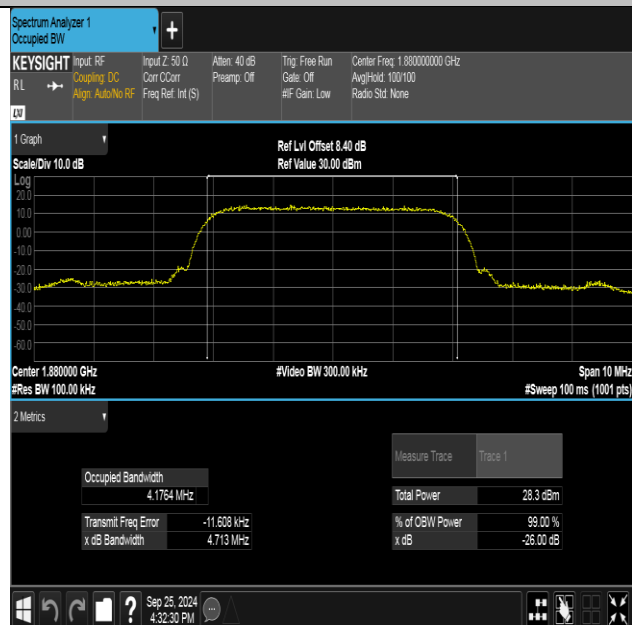 Spectrum Analyzer 1
Occupied BW
+
KEYSIGHT Input: RF Input Z: 50 Ω Atten: 40 dB Trig: Free Run Center Freq: 1.880000000 GHz
RL Coupling: DC Corr CCorr Preamp: Off Gate: Off Avg|Hold: 100/100
Align: Auto/No RF Freq Ref: Int (S) #IF Gain: Low Radio Std: None
LXI
1 Graph Ref Lvl Offset 8.40 dB
Scale/Div 10.0 dB Ref Value 30.00 dBm
Log
20.0
10.0
0.00
-10.0
-20.0
-30.0
-40.0
-50.0
-60.0
Center 1.880000 GHz #Video BW 300.00 kHz Span 10 MHz
#Res BW 100.00 kHz #Sweep 100 ms (1001 pts)
2 Metrics
Measure Trace Trace 1
Occupied Bandwidth
4.1764 MHz Total Power 28.3 dBm
Transmit Freq Error -11.608 kHz % of OBW Power 99.00 %
x dB Bandwidth 4.713 MHz x dB -26.00 dB
? Sep 25, 2024
4:32:30 PM